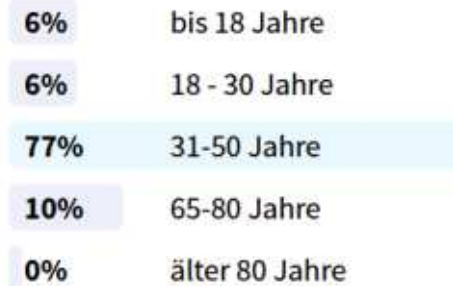 6% bis 18 Jahre
6% 18 - 30 Jahre
77% 31-50 Jahre
10% 65-80 Jahre
0% älter 80 Jahre